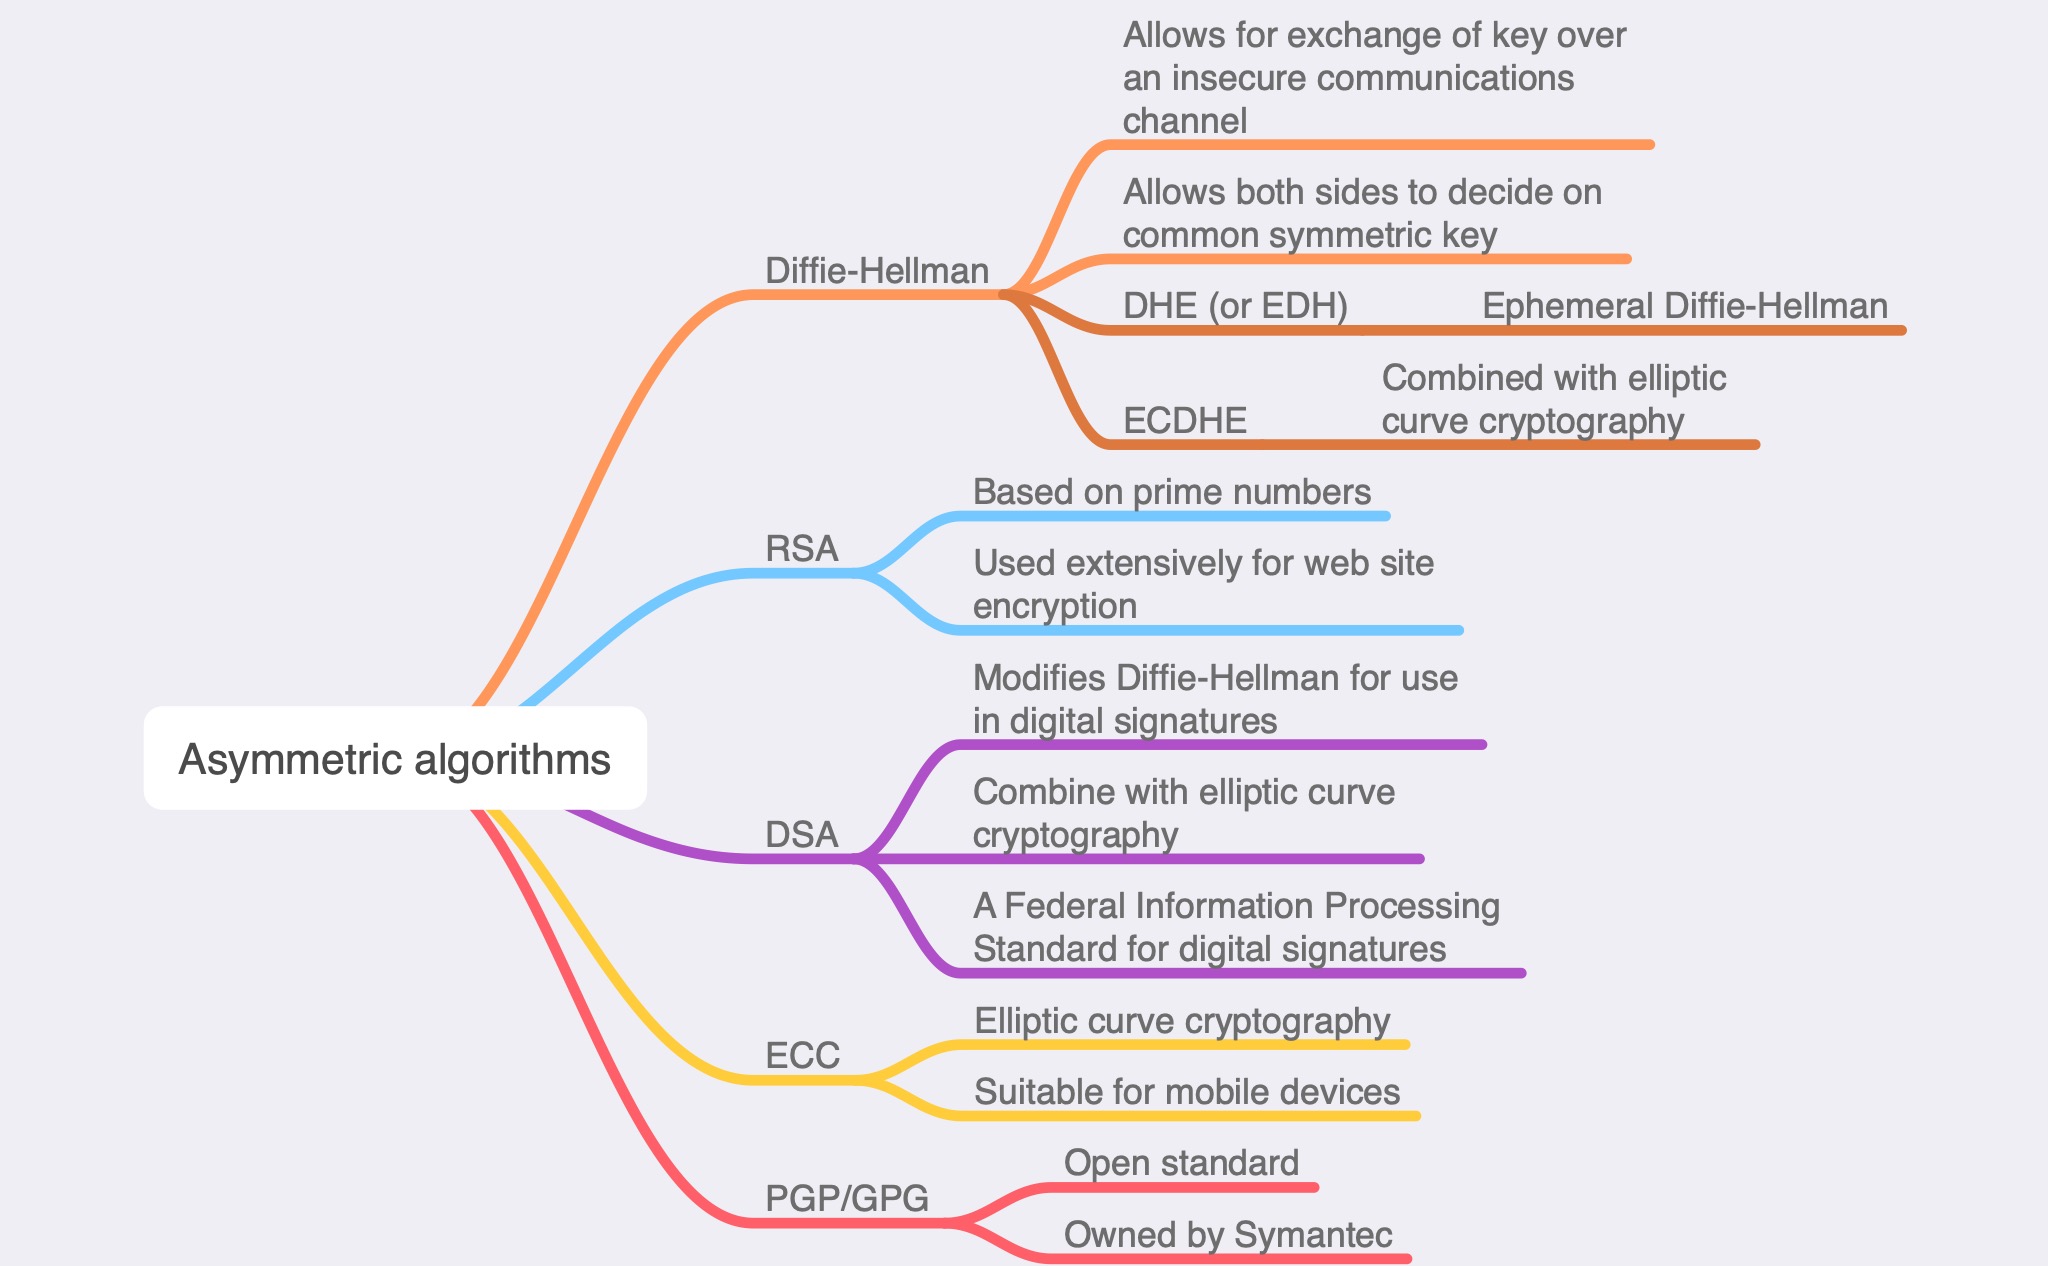 Allows for exchange of key over
an insecure communications
channel
Allows both sides to decide on
common symmetric key
Diffie-Hellman
DHE (or EDH)
Ephemeral Diffie-Hellman
ECDHE
Combined with elliptic
curve cryptography
RSA
Based on prime numbers
Used extensively for web site
encryption
Asymmetric algorithms
DSA
Modifies Diffie-Hellman for use
in digital signatures
Combine with elliptic curve
cryptography
A Federal Information Processing
Standard for digital signatures
ECC
Elliptic curve cryptography
Suitable for mobile devices
PGP/GPG
Open standard
Owned by Symantec